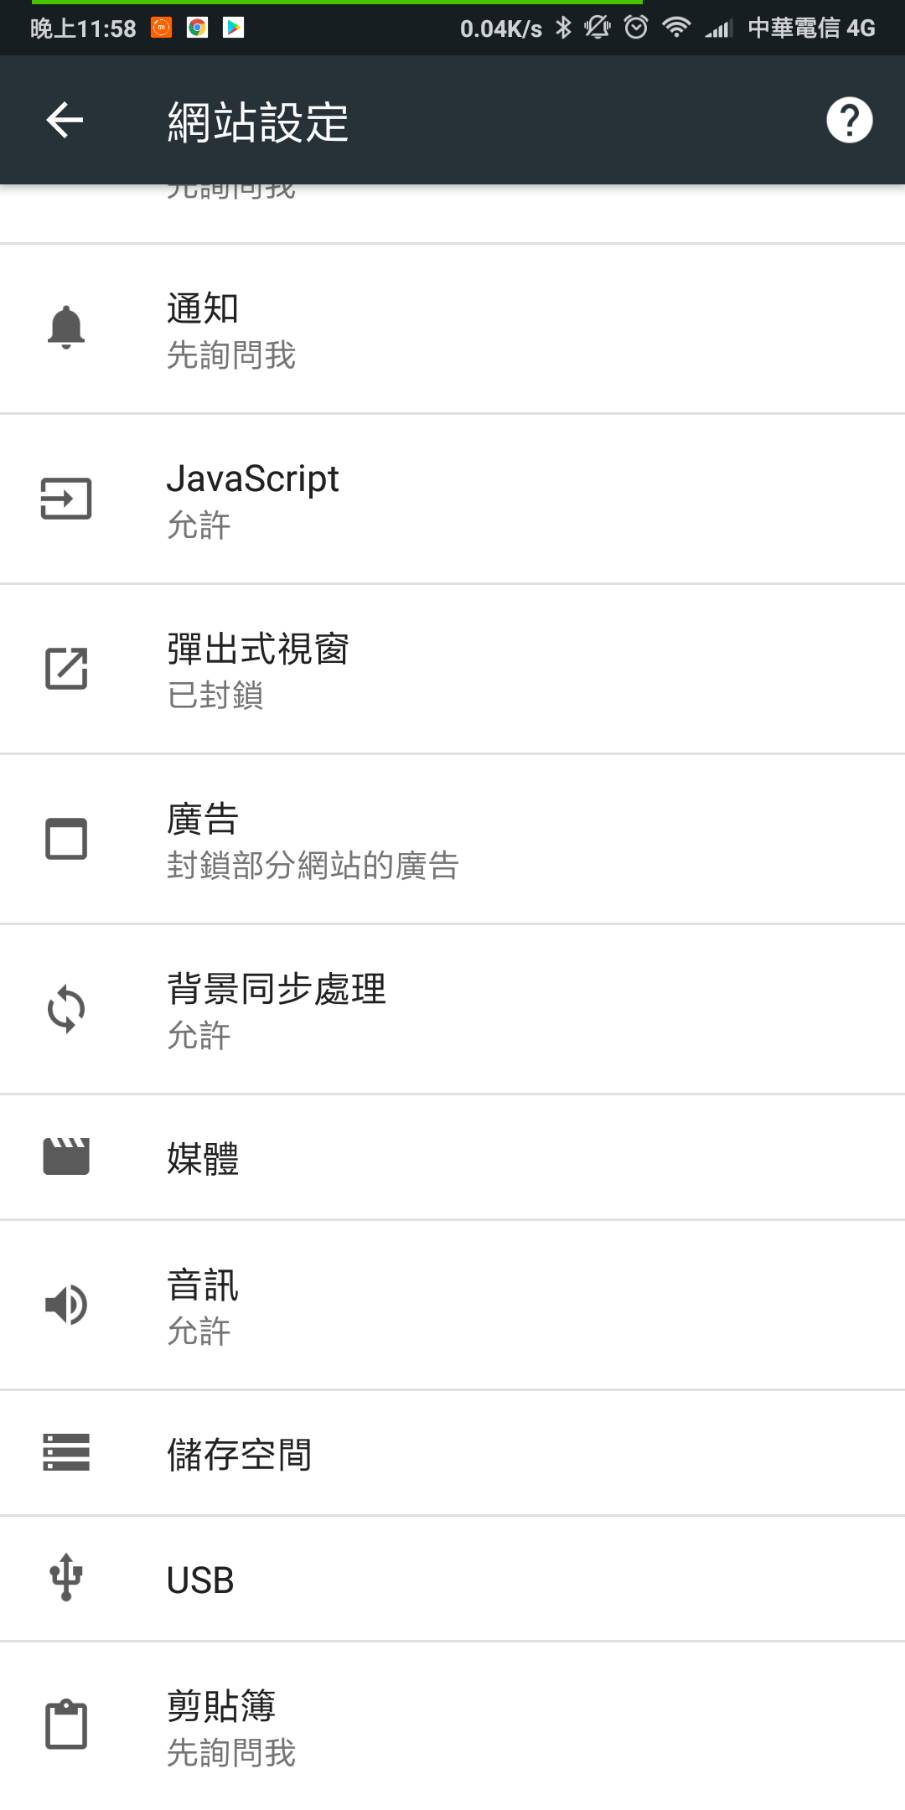 晚上11:58
0.04K/s 中華電信 4G
網站設定
先詢問我
通知
先詢問我
JavaScript
允許
彈出式視窗
已封鎖
廣告
封鎖部分網站的廣告
背景同步處理
允許
媒體
音訊
允許
儲存空間
USB
剪貼簿
先詢問我